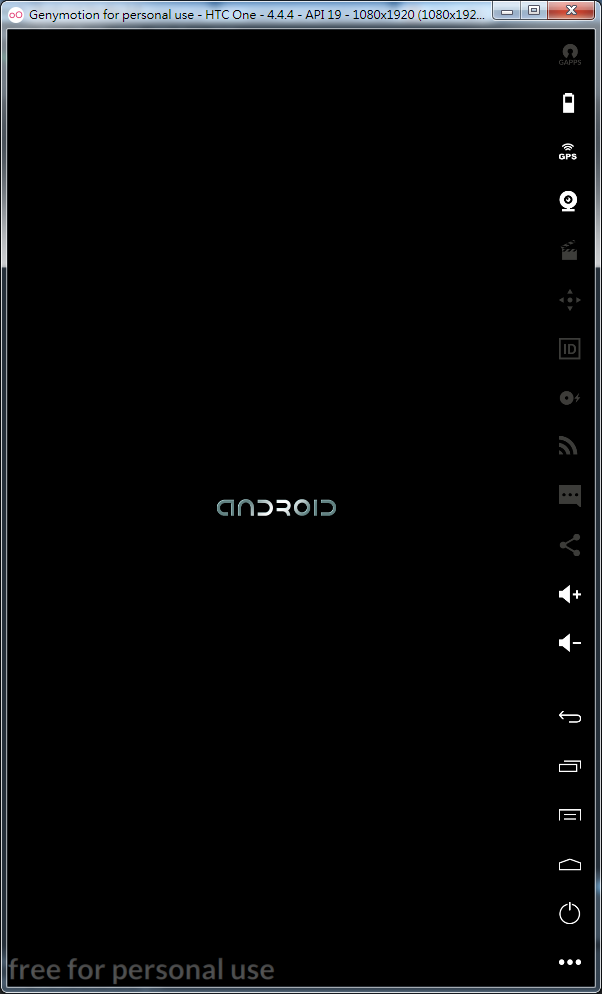 Genymotion for personal use - HTC One - 4.4.4 - API 19 - 1080x1920 (1080x192...
GAPPS
GPS
ID
ANDROID
free for personal use